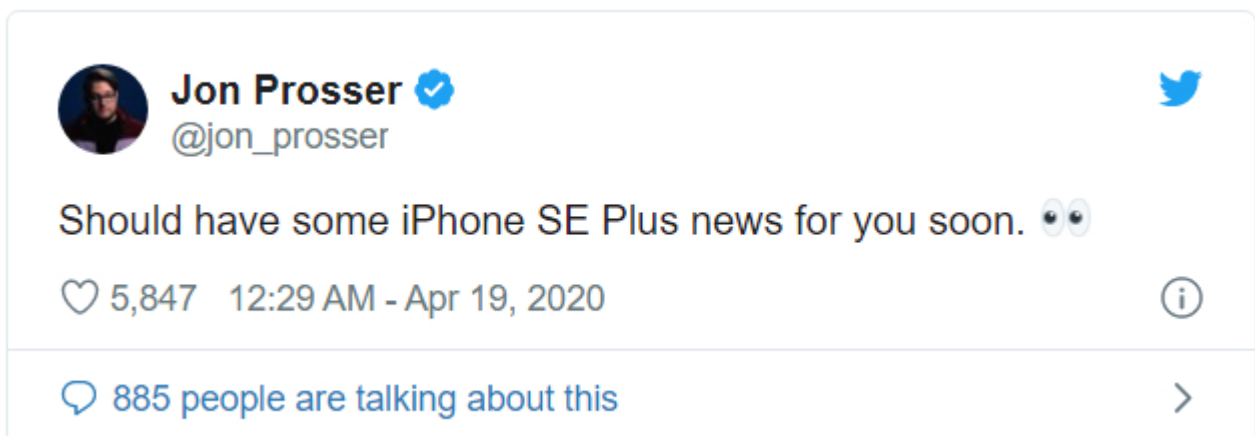 Jon Prosser
@jon_prosser
Should have some iPhone SE Plus news for you soon. 👀
5,847 12:29 AM - Apr 19, 2020
885 people are talking about this